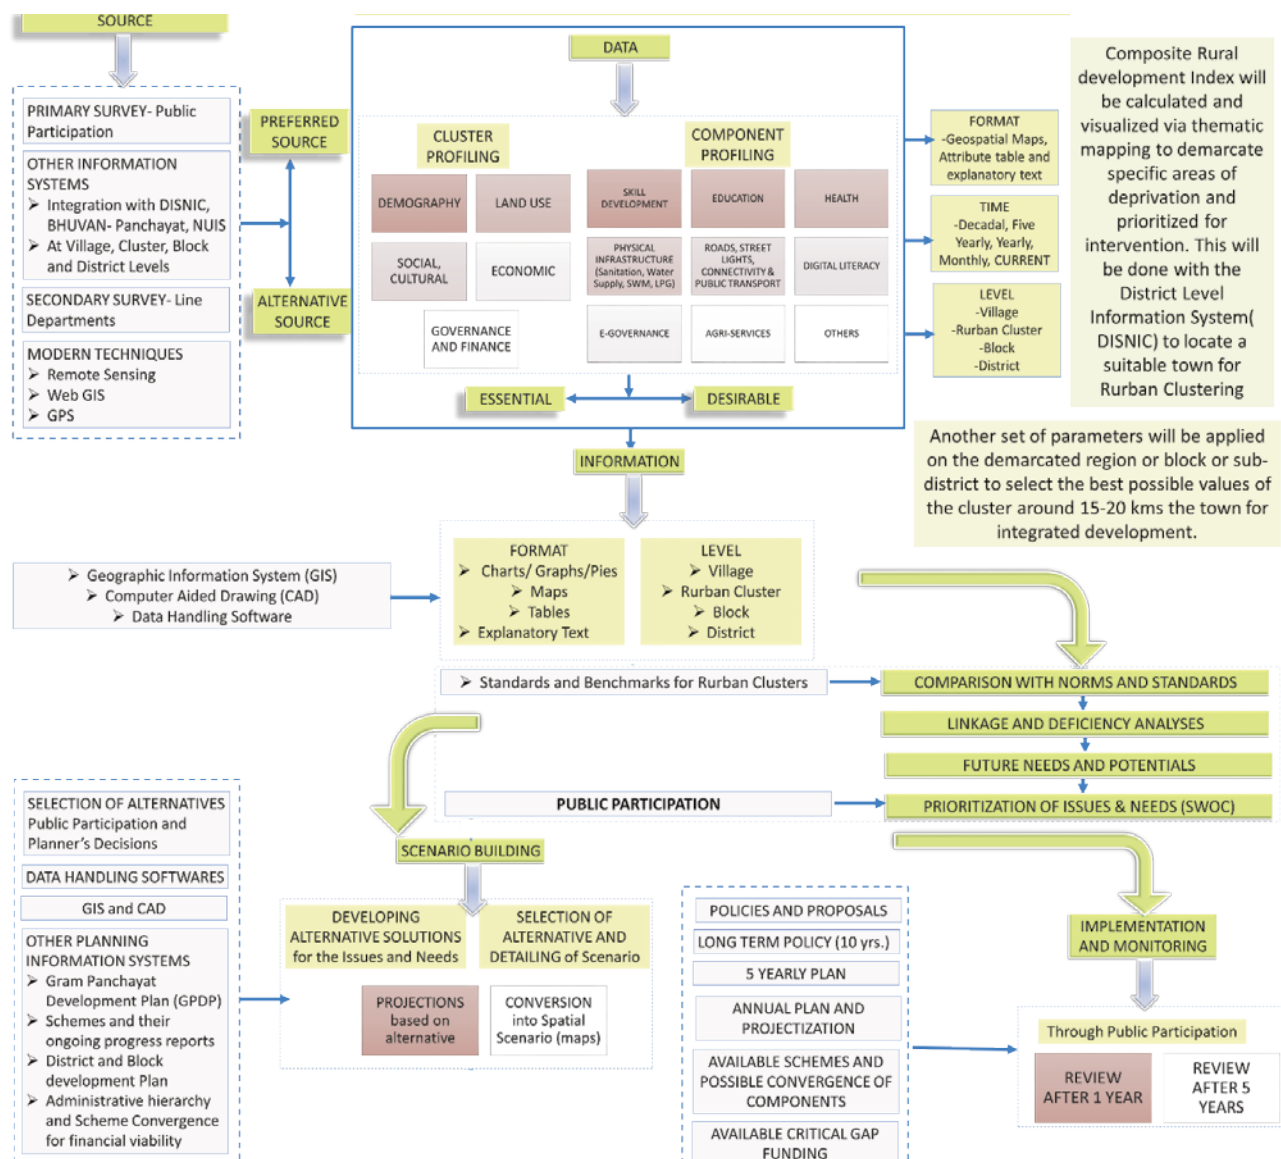 SOURCE
PRIMARY SURVEY- Public
Participation
OTHER INFORMATION
SYSTEMS
➢ Integration with DISNIC,
BHUVAN- Panchayat, NUIS
➢ At Village, Cluster, Block
and District Levels
SECONDARY SURVEY- Line
Departments
MODERN TECHNIQUES
➢ Remote Sensing
➢ Web GIS
➢ GPS
PREFERRED
SOURCE
ALTERNATIVE
SOURCE
DATA
CLUSTER
PROFILING
DEMOGRAPHY
LAND USE
SOCIAL,
CULTURAL
ECONOMIC
GOVERNANCE
AND FINANCE
COMPONENT
PROFILING
SKILL
DEVELOPMENT
EDUCATION
HEALTH
PHYSICAL
INFRASTRUCTURE
(Sanitation, Water
Supply, SWM, LPG)
ROADS, STREET
LIGHTS,
CONNECTIVITY &
PUBLIC TRANSPORT
DIGITAL LITERACY
E-GOVERNANCE
AGRI-SERVICES
OTHERS
ESSENTIAL
DESIRABLE
FORMAT
-Geospatial Maps,
Attribute table and
explanatory text
TIME
-Decadal, Five
Yearly, Yearly,
Monthly, CURRENT
LEVEL
-Village
-Rurban Cluster
-Block
-District
Composite Rural
development Index will
be calculated and
visualized via thematic
mapping to demarcate
specific areas of
deprivation and
prioritized for
intervention. This will
be done with the
District Level
Information System(
DISNIC) to locate a
suitable town for
Rurban Clustering
Another set of parameters will be applied
on the demarcated region or block or sub-
district to select the best possible values of
the cluster around 15-20 kms the town for
integrated development.
INFORMATION
➢ Geographic Information System (GIS)
➢ Computer Aided Drawing (CAD)
➢ Data Handling Software
FORMAT
➢ Charts/ Graphs/Pies
➢ Maps
➢ Tables
➢ Explanatory Text
LEVEL
➢ Village
➢ Rurban Cluster
➢ Block
➢ District
➢ Standards and Benchmarks for Rurban Clusters
COMPARISON WITH NORMS AND STANDARDS
LINKAGE AND DEFICIENCY ANALYSES
FUTURE NEEDS AND POTENTIALS
PUBLIC PARTICIPATION
PRIORITIZATION OF ISSUES & NEEDS (SWOC)
SELECTION OF ALTERNATIVES
Public Participation and
Planner's Decisions
DATA HANDLING SOFTWARES
GIS and CAD
OTHER PLANNING
INFORMATION SYSTEMS
➢ Gram Panchayat
Development Plan (GPDP)
➢ Schemes and their
ongoing progress reports
➢ District and Block
development Plan
➢ Administrative hierarchy
and Scheme Convergence
for financial viability
SCENARIO BUILDING
DEVELOPING
ALTERNATIVE SOLUTIONS
for the Issues and Needs
SELECTION OF
ALTERNATIVE AND
DETAILING of Scenario
PROJECTIONS
based on
alternative
CONVERSION
into Spatial
Scenario (maps)
POLICIES AND PROPOSALS
LONG TERM POLICY (10 yrs.)
5 YEARLY PLAN
ANNUAL PLAN AND
PROJECTIZATION
AVAILABLE SCHEMES AND
POSSIBLE CONVERGENCE OF
COMPONENTS
AVAILABLE CRITICAL GAP
FUNDING
IMPLEMENTATION
AND MONITORING
Through Public Participation
REVIEW
AFTER 1 YEAR
REVIEW
AFTER 5
YEARS